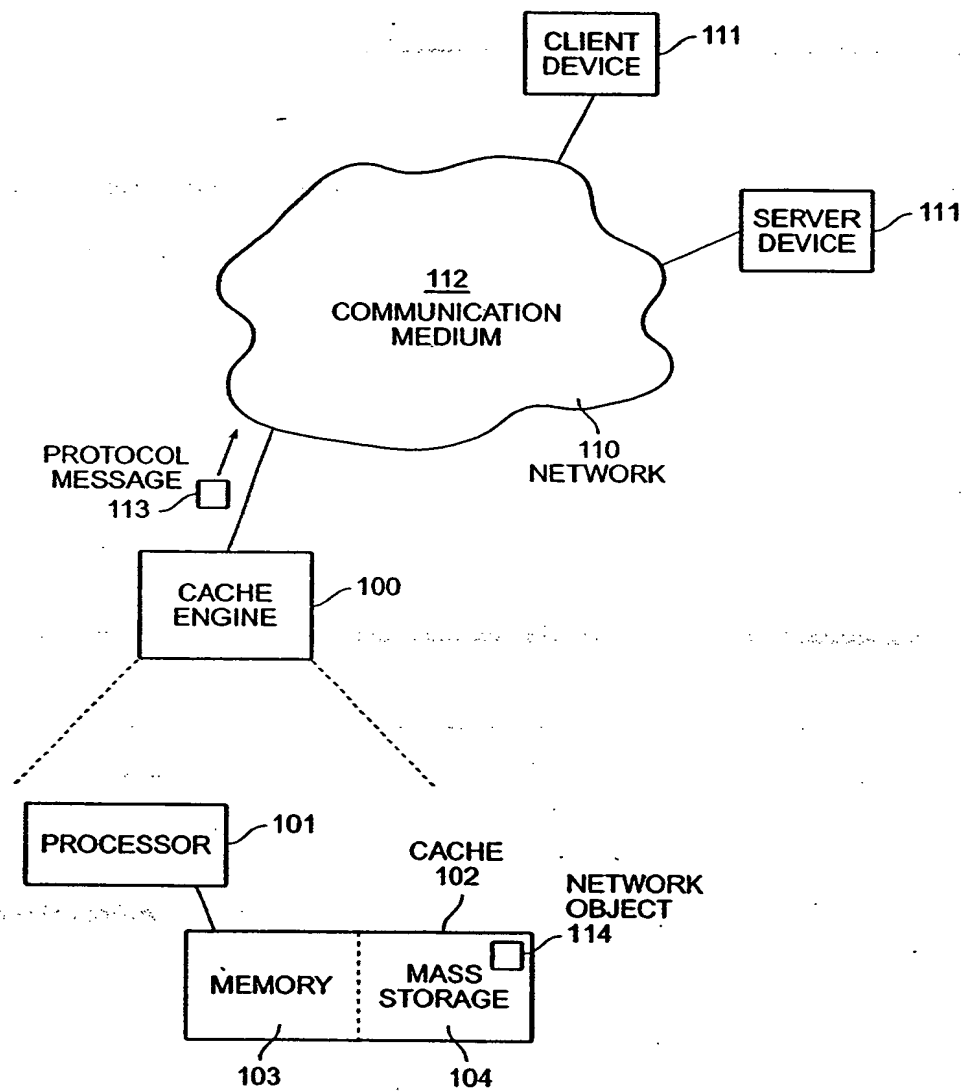 CLIENT
DEVICE
111
SERVER
DEVICE
111
112
COMMUNICATION
MEDIUM
110
NETWORK
PROTOCOL
MESSAGE
113
CACHE
ENGINE
100
PROCESSOR
101
CACHE
102
NETWORK
OBJECT
114
MEMORY
MASS
STORAGE
103
104